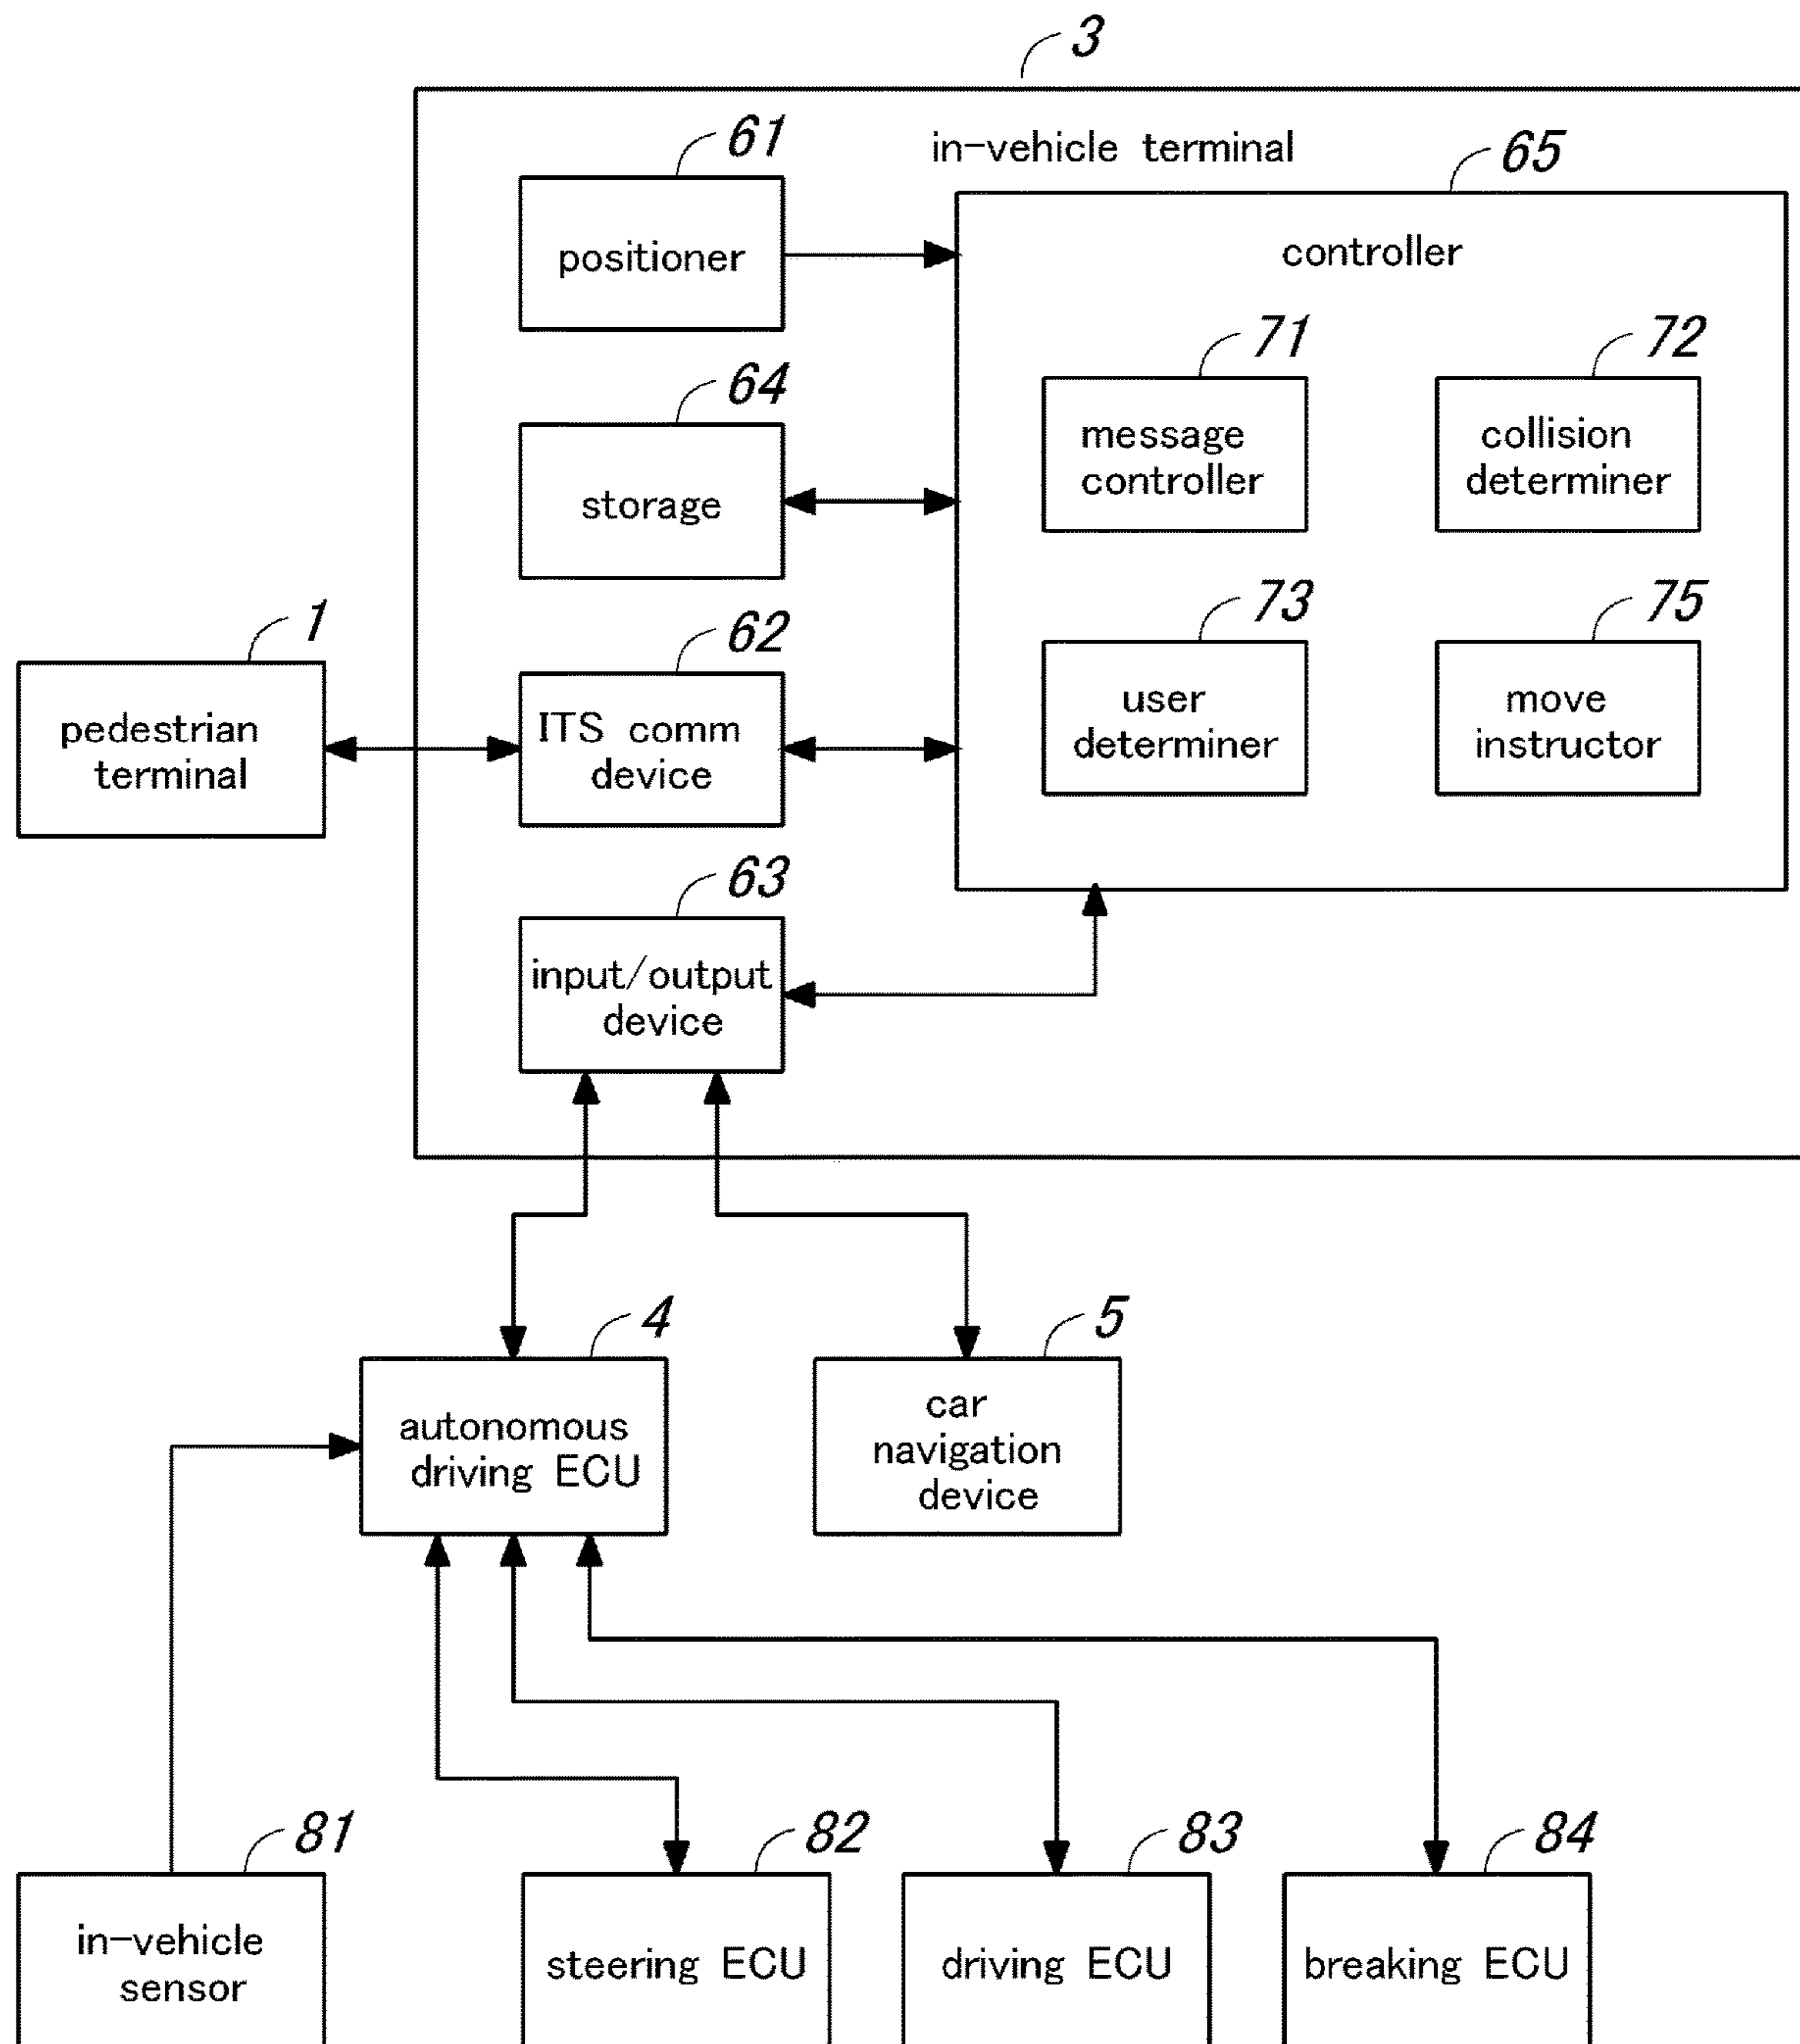 3
in-vehicle terminal
61
positioner
65
controller
64
storage
71
message
controller
72
collision
determiner
1
pedestrian
terminal
62
ITS comm
device
73
user
determiner
75
move
instructor
63
input/output
device
4
autonomous
driving ECU
5
car
navigation
device
81
in-vehicle
sensor
82
steering ECU
83
driving ECU
84
breaking ECU